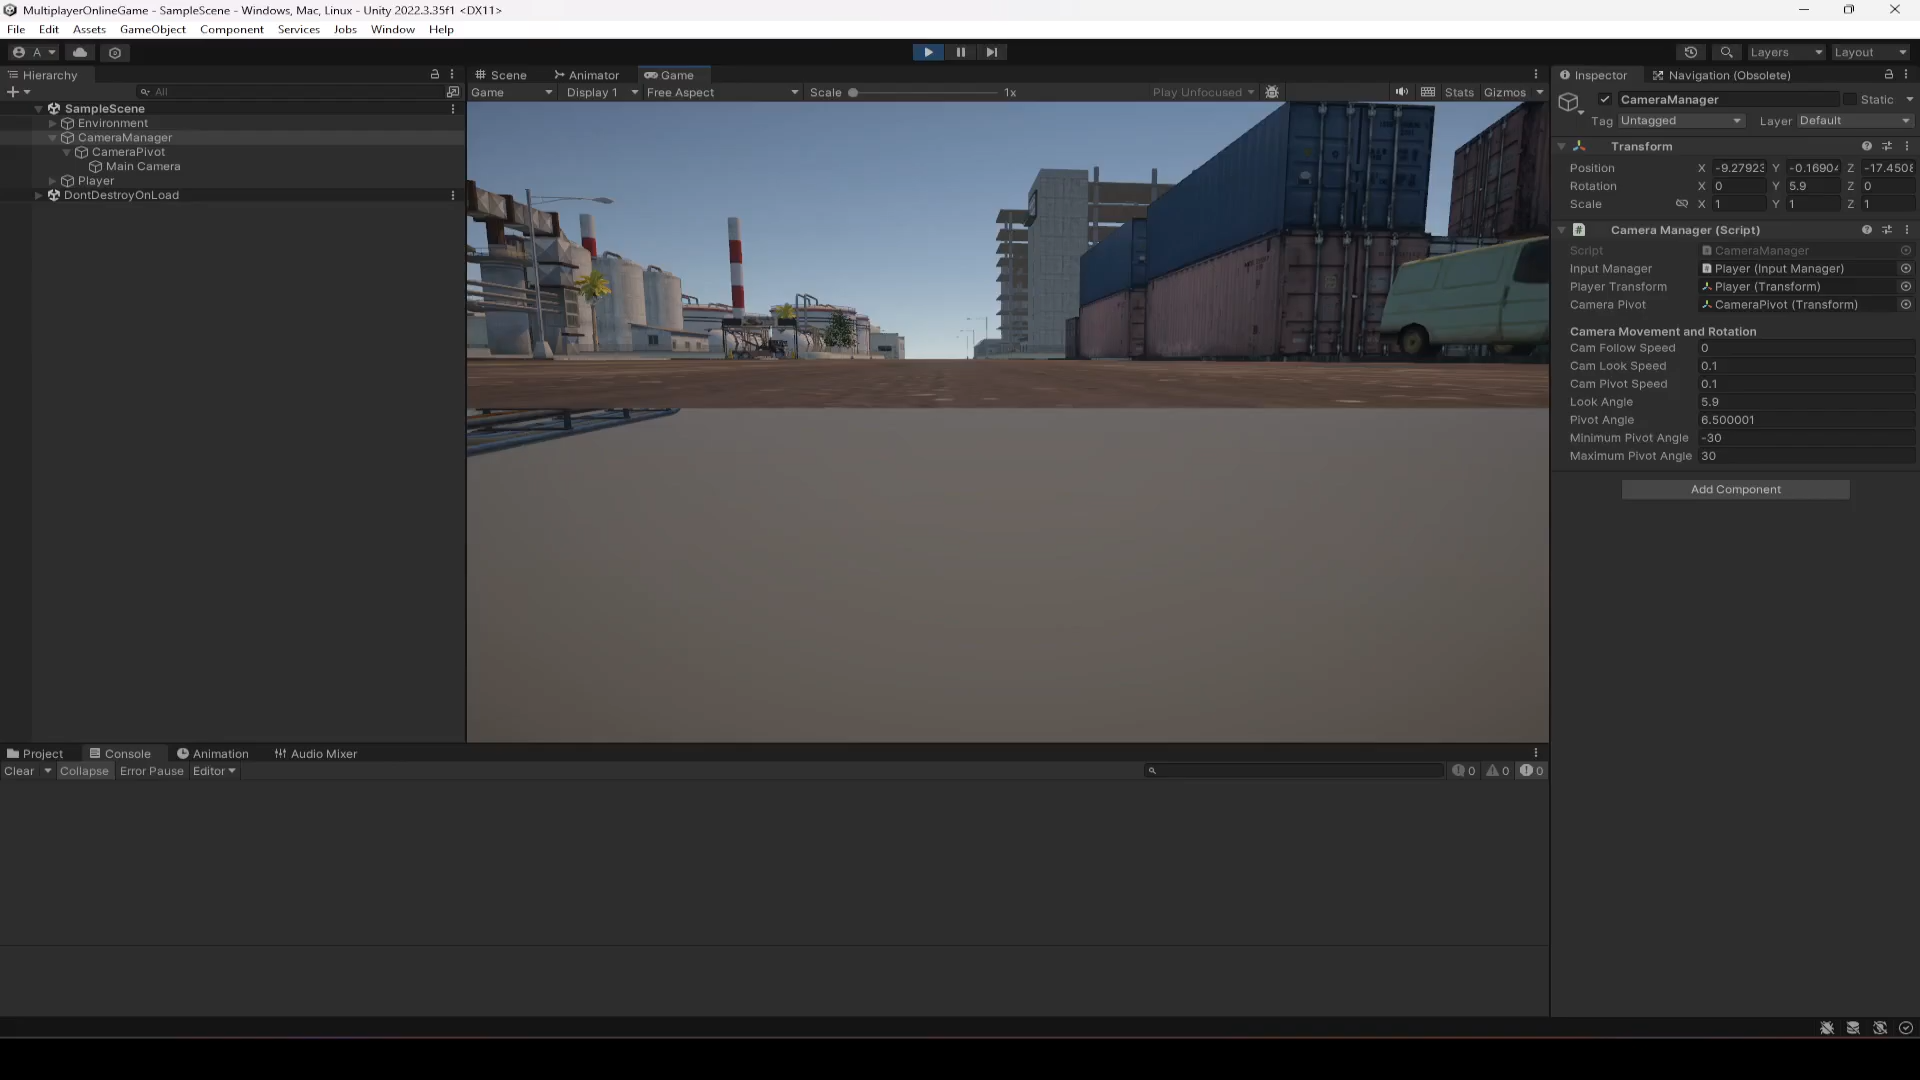 MultiplayerOnlineGame - SampleScene - Windows, Mac, Linux - Unity 2022.3.35f1 <DX11>
File Edit Assets GameObject Component Services Jobs Window Help
A Layers Layout
Hierarchy
All
SampleScene
Environment
CameraManager
CameraPivot
Main Camera
Player
DontDestroyOnLoad
Scene Animator Game
Game Display 1 Free Aspect Scale 1x Play Unfocused Stats Gizmos
Inspector Navigation (Obsolete)
CameraManager Static
Tag Untagged Layer Default
Transform
Position X -9.27923 Y -0.16904 Z -17.4508
Rotation X 0 Y 5.9 Z 0
Scale X 1 Y 1 Z 1
Camera Manager (Script)
Script CameraManager
Input Manager Player (Input Manager)
Player Transform Player (Transform)
Camera Pivot CameraPivot (Transform)
Camera Movement and Rotation
Cam Follow Speed 0
Cam Look Speed 0.1
Cam Pivot Speed 0.1
Look Angle 5.9
Pivot Angle 6.500001
Minimum Pivot Angle -30
Maximum Pivot Angle 30
Add Component
Project Console Animation Audio Mixer
Clear Collapse Error Pause Editor 0 0 0